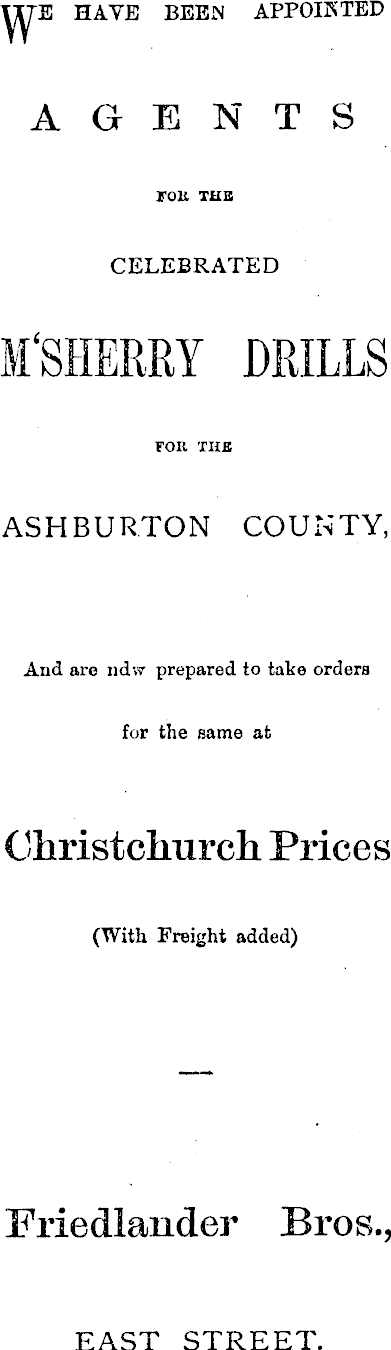 WE HAVE BEEN APPOINTED
AGENTS
FOR THE
CELEBRATED
M‘SHERRY DRILLS
FOR THE
ASHBURTON COUNTY,
And are now prepared to take orders
for the same at
Christchurch Prices
(With Freight added)
Friedlander Bros.,
EAST STREET.